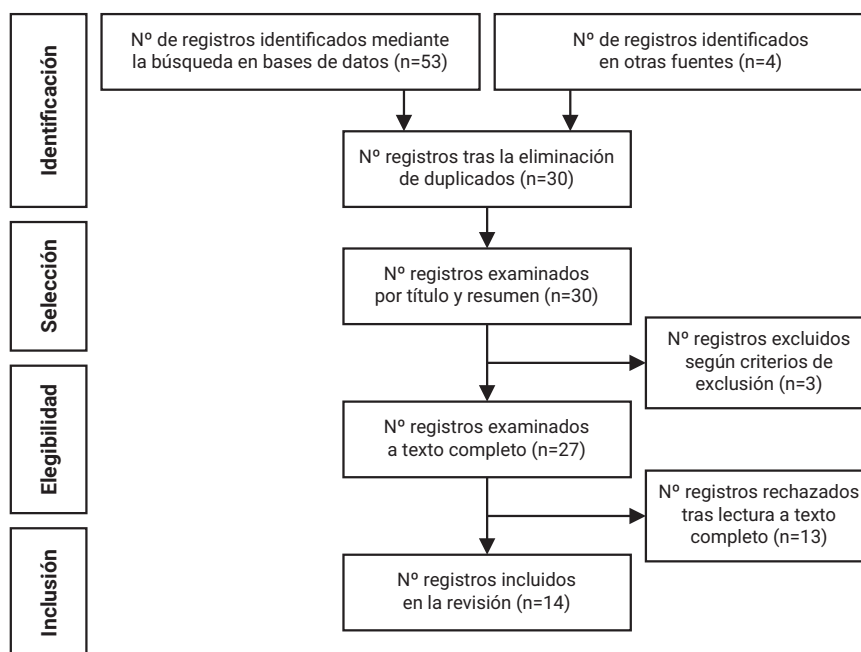 Identificación
Nº de registros identificados mediante
la búsqueda en bases de datos (n=53)
Nº de registros identificados
en otras fuentes (n=4)
Nº registros tras la eliminación
de duplicados (n=30)
Selección
Nº registros examinados
por título y resumen (n=30)
Nº registros excluidos
según criterios de
exclusión (n=3)
Elegibilidad
Nº registros examinados
a texto completo (n=27)
Nº registros rechazados
tras lectura a texto
completo (n=13)
Inclusión
Nº registros incluidos
en la revisión (n=14)